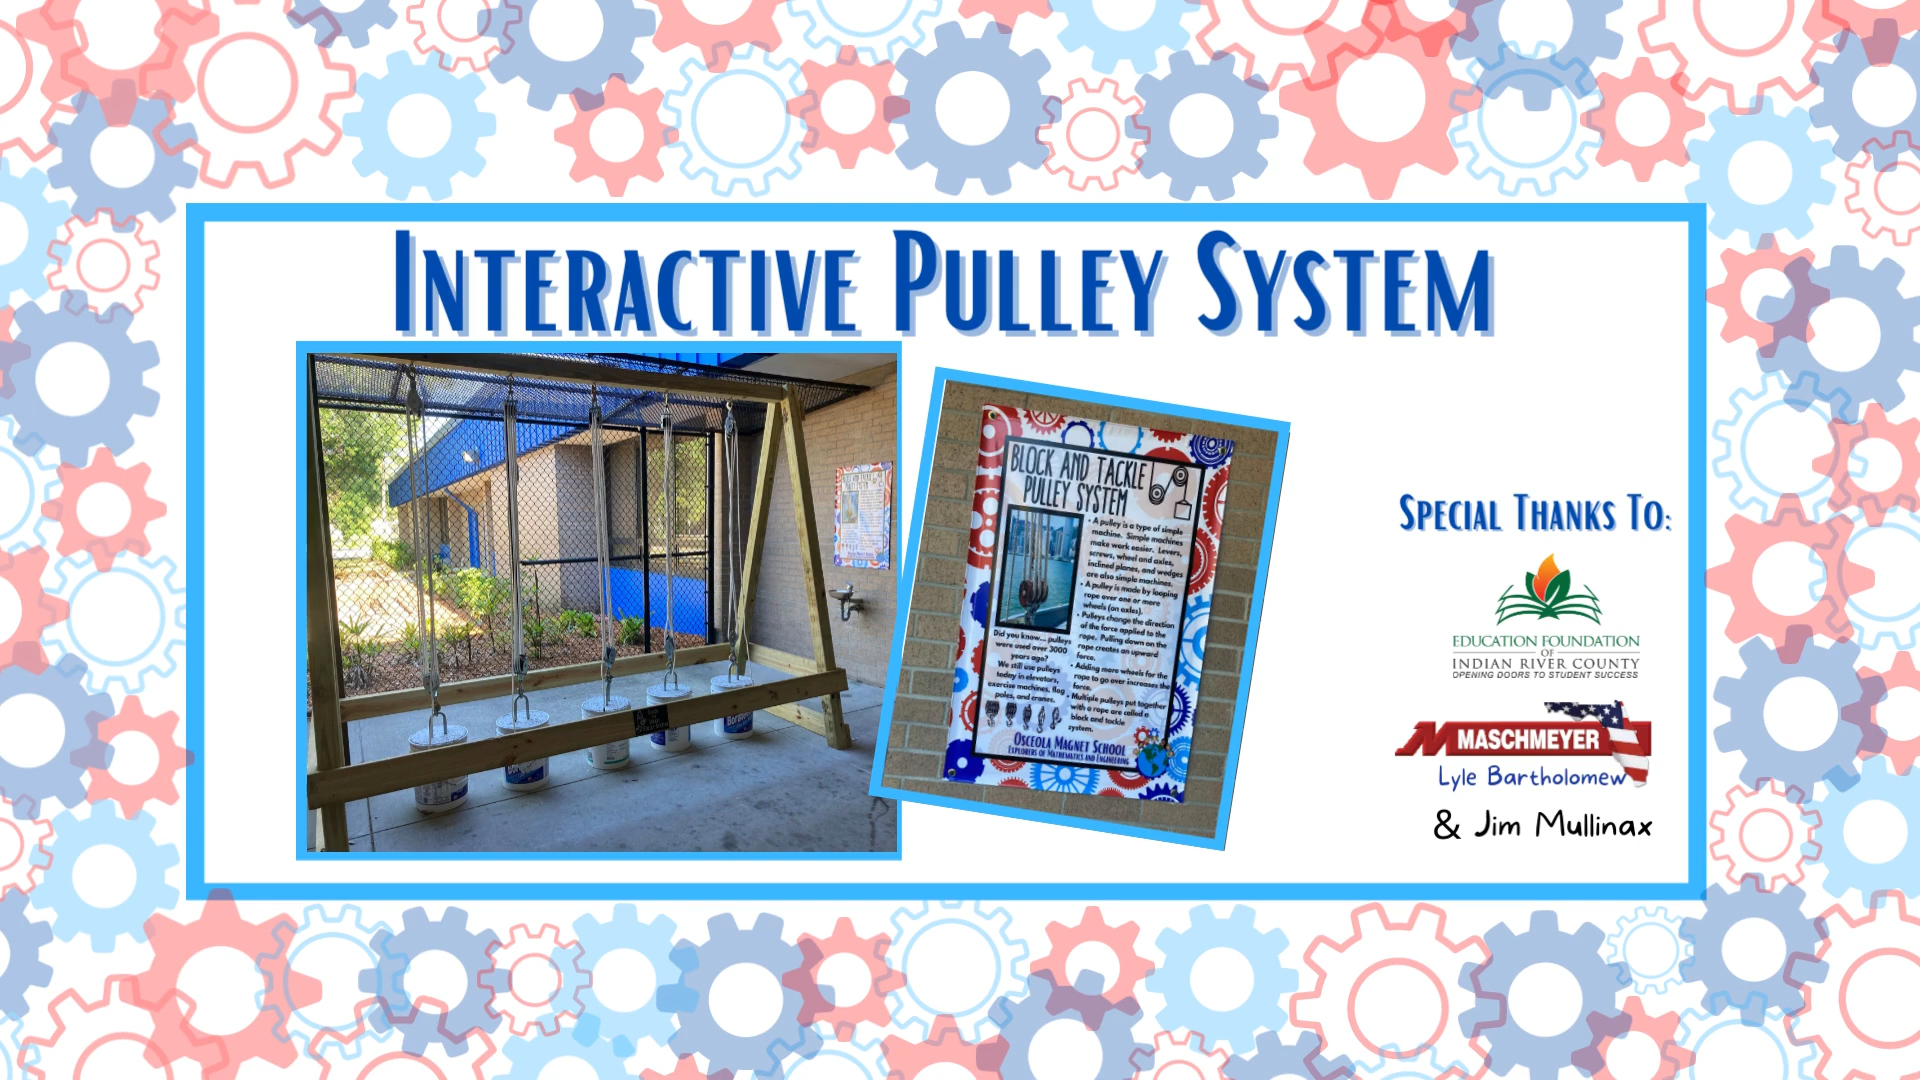 INTERACTIVE PULLEY SYSTEM
BLOCK AND TACKLE
PULLEY SYSTEM
• A pulley is a type of simple
machine. Simple machines
make work easier. Levers,
screws, wheel and axles,
inclined planes, and wedges
are also simple machines.
• A pulley is made by looping
rope over one or more
wheels (on axles).
• Pulleys change the direction
of the force applied to the
rope. Pulling down on the
rope creates an upward
force.
• Adding more wheels for the
rope to go over increases the
force.
• Multiple pulleys put together
with a rope are called a
block and tackle
system.
Did you know... pulleys
were used over 3000
years ago?
We still use pulleys
today in elevators,
exercise machines, flag
poles, and cranes.
OSCEOLA MAGNET SCHOOL
EXPLORERS OF MATHEMATICS AND ENGINEERING
SPECIAL THANKS TO:
EDUCATION FOUNDATION
OF
INDIAN RIVER COUNTY
OPENING DOORS TO STUDENT SUCCESS
MASCHMEYER
Lyle Bartholomew
& Jim Mullinax